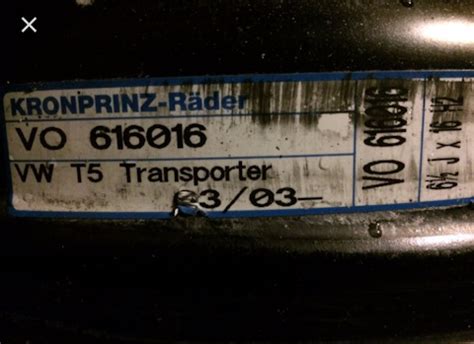 KRONPRINZ-Räder
VO 616016
VW T5 Transporter
03/03—
VO 616016
6½ J x 16 H2